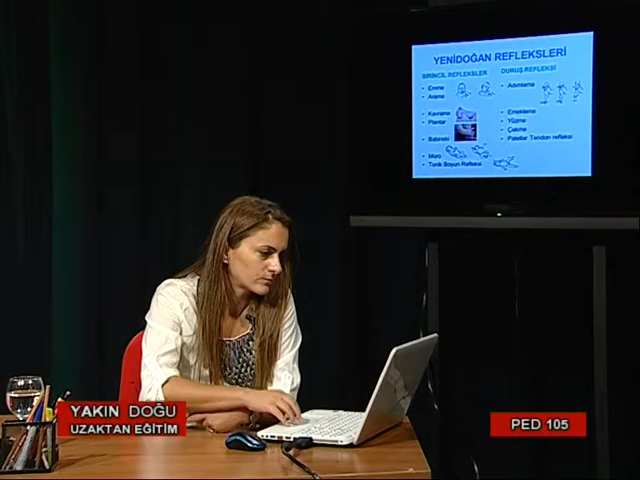 YENİDOĞAN REFLEKSLERİ
BİRİNCİL REFLEKSLER
DURUŞ REFLEKSİ
• Emme
• Arama
• Kavrama
• Plantar
• Babinski
• Moro
• Tonik Boyun Refleksi
• Adımlama
• Emekleme
• Yüzme
• Çekme
• Patellar Tendon refleksi
YAKIN DOĞU
UZAKTAN EĞİTİM
PED 105